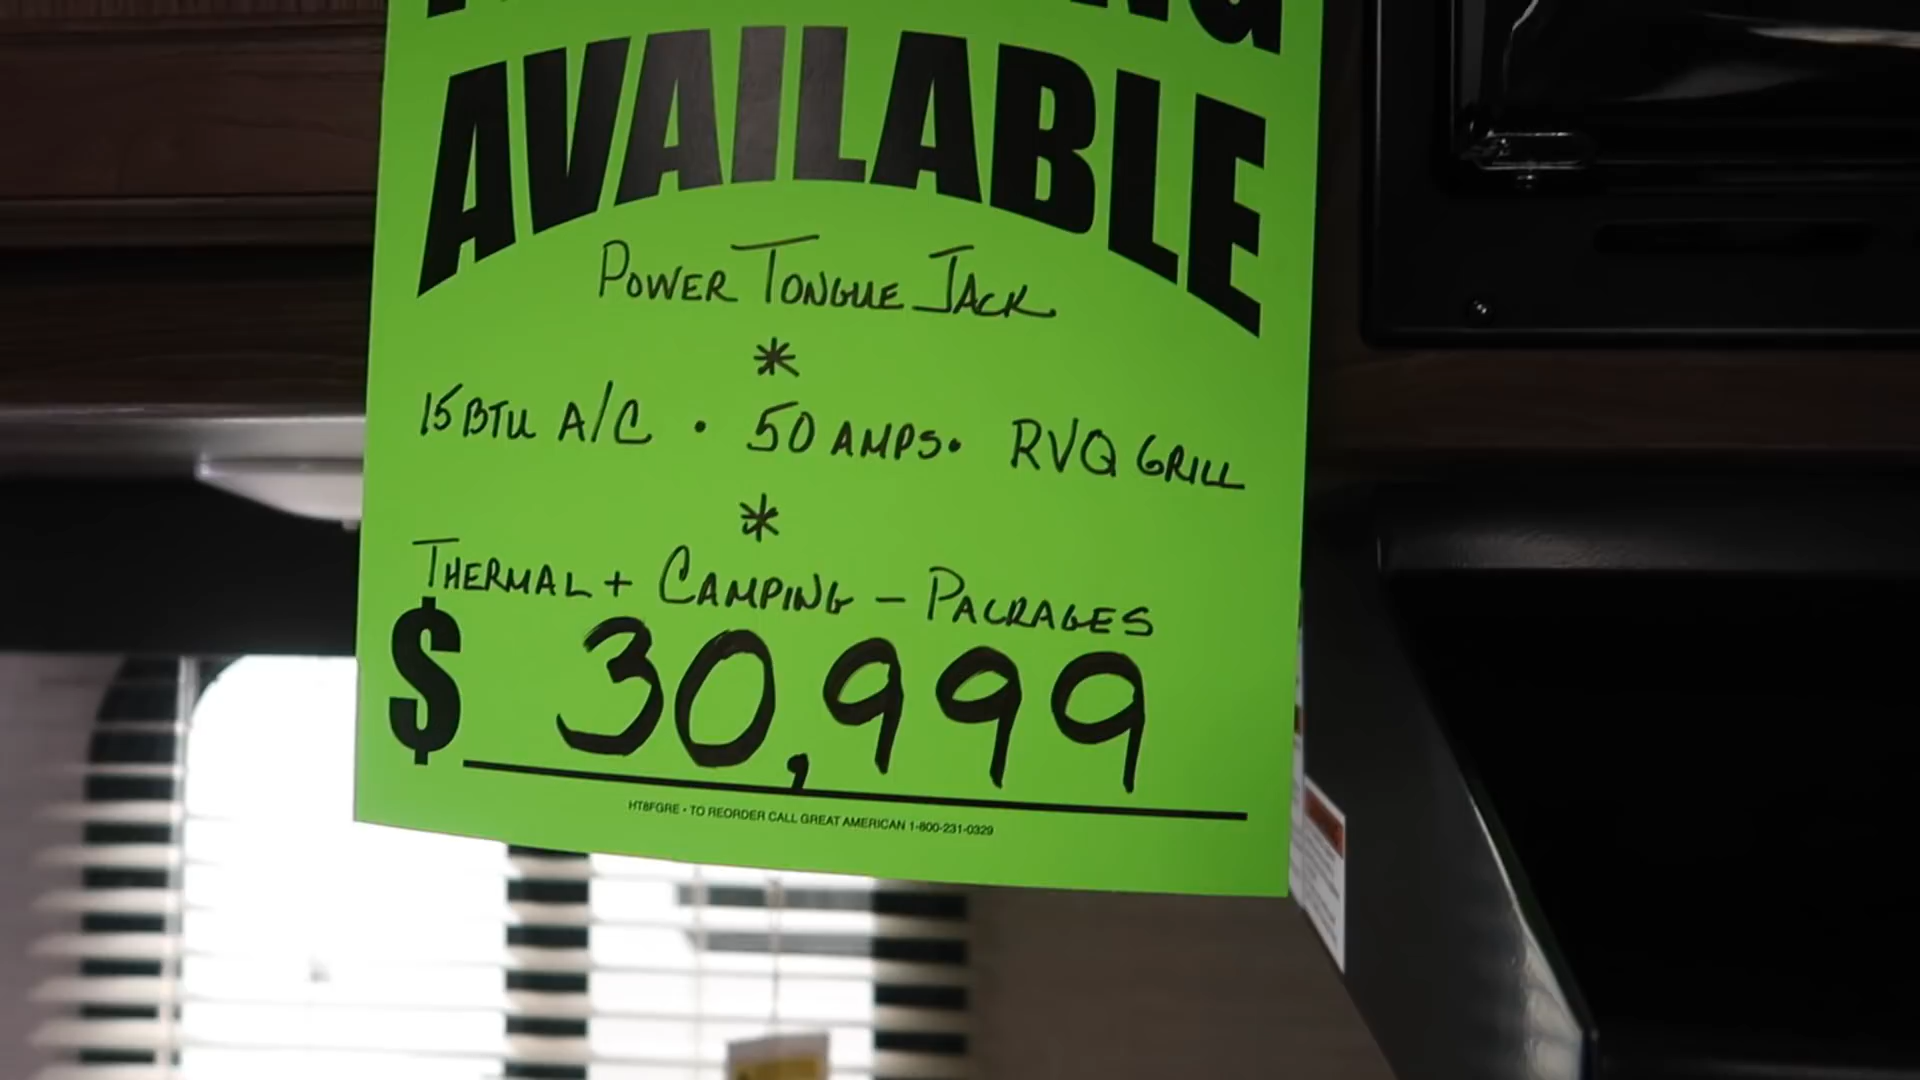 AVAILABLE
POWER TONGUE JACK
*
15 BTU A/C • 50 AMPS • RVQ GRILL
*
THERMAL + CAMPING - PACKAGES
$ 30,999
HT8FGRE • TO REORDER CALL GREAT AMERICAN 1-800-231-0329